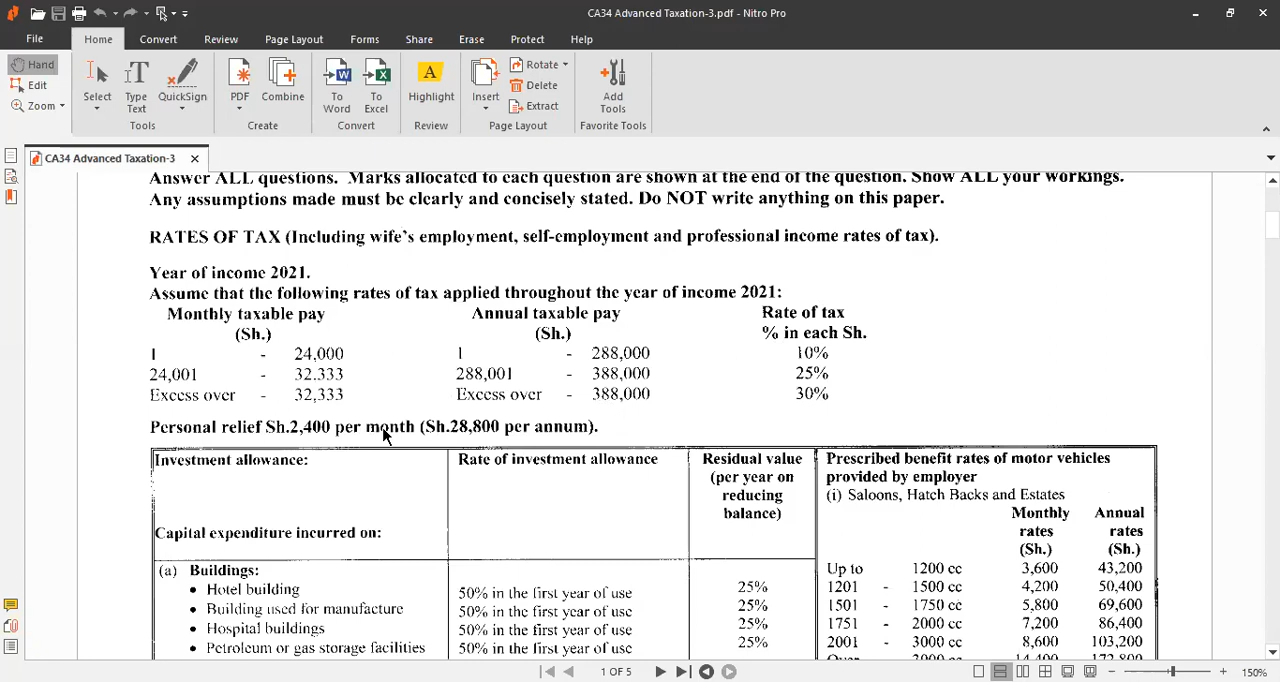 CA34 Advanced Taxation-3.pdf - Nitro Pro
File Home Convert Review Page Layout Forms Share Erase Protect Help
Hand
Edit
Zoom
Select
Type Text
QuickSign
Tools
PDF
Combine
Create
To Word
To Excel
Convert
Highlight
Review
Insert
Rotate
Delete
Extract
Page Layout
Add Tools
Favorite Tools
CA34 Advanced Taxation-3
Answer ALL questions. Marks allocated to each question are shown at the end of the question. Show ALL your workings.
Any assumptions made must be clearly and concisely stated. Do NOT write anything on this paper.
RATES OF TAX (Including wife's employment, self-employment and professional income rates of tax).
Year of income 2021.
Assume that the following rates of tax applied throughout the year of income 2021:
Monthly taxable pay Annual taxable pay Rate of tax
(Sh.) (Sh.) % in each Sh.
1 - 24,000 1 - 288,000 10%
24,001 - 32.333 288,001 - 388,000 25%
Excess over - 32,333 Excess over - 388,000 30%
Personal relief Sh.2,400 per month (Sh.28,800 per annum).
Investment allowance:
Capital expenditure incurred on:
Rate of investment allowance
Residual value
(per year on
reducing
balance)
(a) Buildings:
• Hotel building 50% in the first year of use 25%
• Building used for manufacture 50% in the first year of use 25%
• Hospital buildings 50% in the first year of use 25%
• Petroleum or gas storage facilities 50% in the first year of use 25%
Prescribed benefit rates of motor vehicles
provided by employer
(i) Saloons, Hatch Backs and Estates
Monthly Annual
rates rates
(Sh.) (Sh.)
Up to 1200 cc 3,600 43,200
1201 - 1500 cc 4,200 50,400
1501 - 1750 cc 5,800 69,600
1751 - 2000 cc 7,200 86,400
2001 - 3000 cc 8,600 103,200
Over 3000 cc 14,400 172,800
1 OF 5
150%